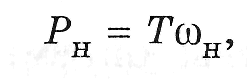 Pн = Tωн,